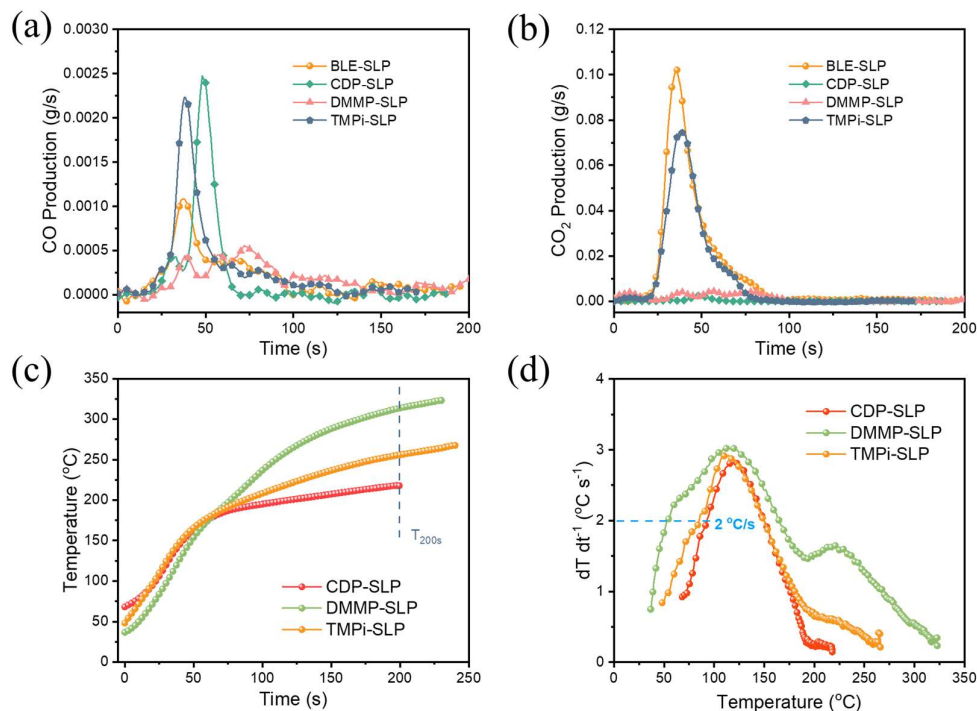 (a)
0.0030
0.0025
0.0020
0.0015
0.0010
0.0005
0.0000
CO Production (g/s)
BLE-SLP
CDP-SLP
DMMP-SLP
TMPi-SLP
0 50 100 150 200
Time (s)
(b)
0.12
0.10
0.08
0.06
0.04
0.02
0.00
CO₂ Production (g/s)
BLE-SLP
CDP-SLP
DMMP-SLP
TMPi-SLP
0 50 100 150 200
Time (s)
(c)
350
300
250
200
150
100
50
0
Temperature (°C)
T₂₀₀ₛ
CDP-SLP
DMMP-SLP
TMPi-SLP
0 50 100 150 200 250
Time (s)
(d)
4
3
2
1
0
dT dt⁻¹ (°C s⁻¹)
CDP-SLP
DMMP-SLP
TMPi-SLP
2 °C/s
0 50 100 150 200 250 300 350
Temperature (°C)